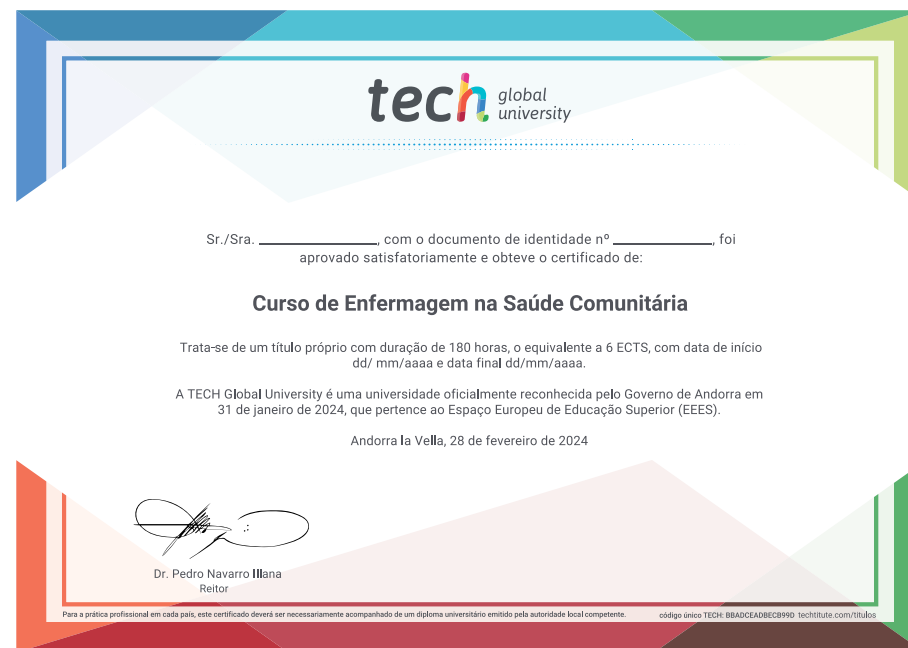 tech global university
Sr./Sra. ________________, com o documento de identidade nº ______________, foi
aprovado satisfatoriamente e obteve o certificado de:
Curso de Enfermagem na Saúde Comunitária
Trata-se de um título próprio com duração de 180 horas, o equivalente a 6 ECTS, com data de início
dd/ mm/aaaa e data final dd/mm/aaaa.
A TECH Global University é uma universidade oficialmente reconhecida pelo Governo de Andorra em
31 de janeiro de 2024, que pertence ao Espaço Europeu de Educação Superior (EEES).
Andorra la Vella, 28 de fevereiro de 2024
Dr. Pedro Navarro Illana
Reitor
Para a prática profissional em cada país, este certificado deverá ser necessariamente acompanhado de um diploma universitário emitido pela autoridade local competente. código único TECH: BBADCEADBECB99D techtitute.com/titulos